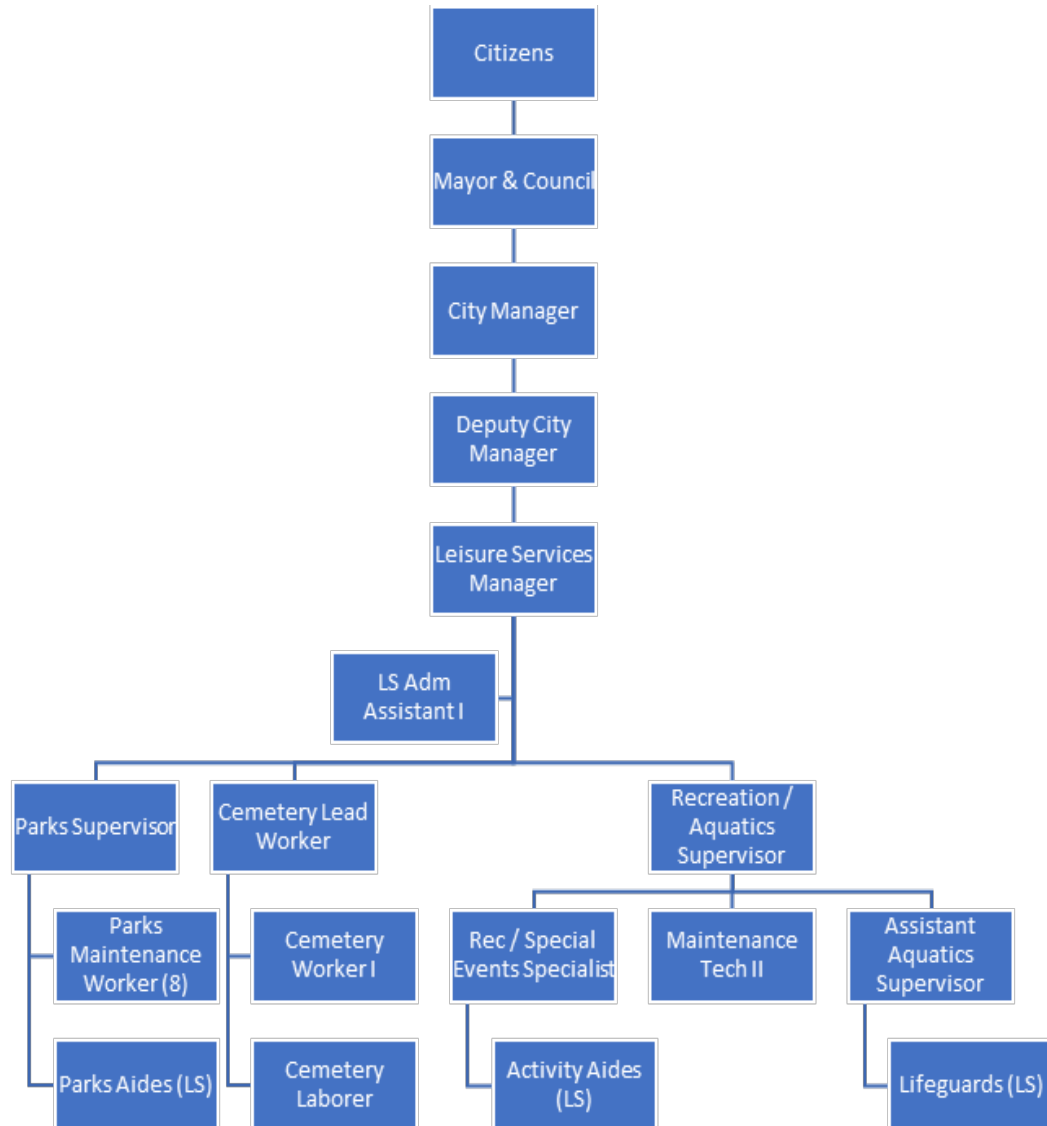 Citizens
Mayor & Council
City Manager
Deputy City
Manager
Leisure Services
Manager
LS Adm
Assistant I
Parks Supervisor
Cemetery Lead
Worker
Recreation /
Aquatics
Supervisor
Parks
Maintenance
Worker (8)
Cemetery
Worker I
Rec / Special
Events Specialist
Maintenance
Tech II
Assistant
Aquatics
Supervisor
Parks Aides (LS)
Cemetery
Laborer
Activity Aides
(LS)
Lifeguards (LS)